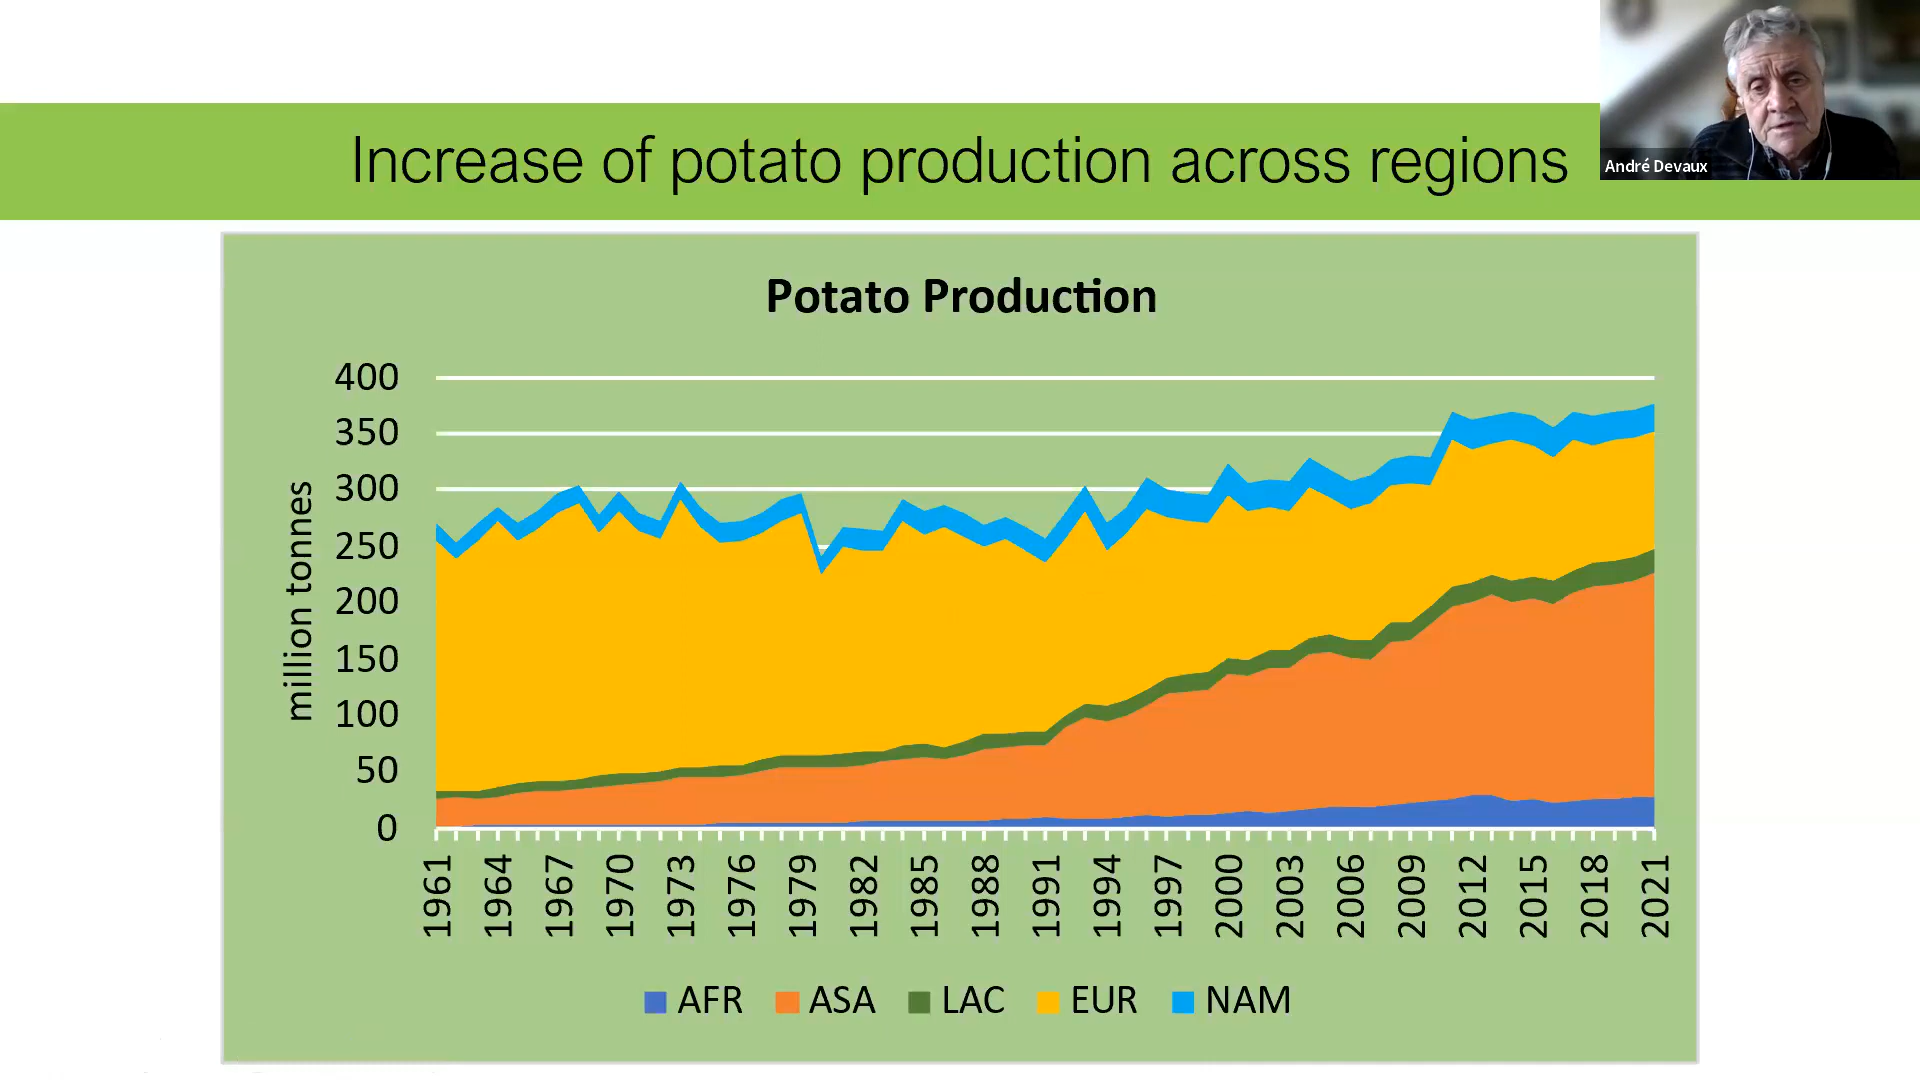 André Devaux
Increase of potato production across regions
Potato Production
million tonnes
400
350
300
250
200
150
100
50
0
1961 1964 1967 1970 1973 1976 1979 1982 1985 1988 1991 1994 1997 2000 2003 2006 2009 2012 2015 2018 2021
AFR ASA LAC EUR NAM